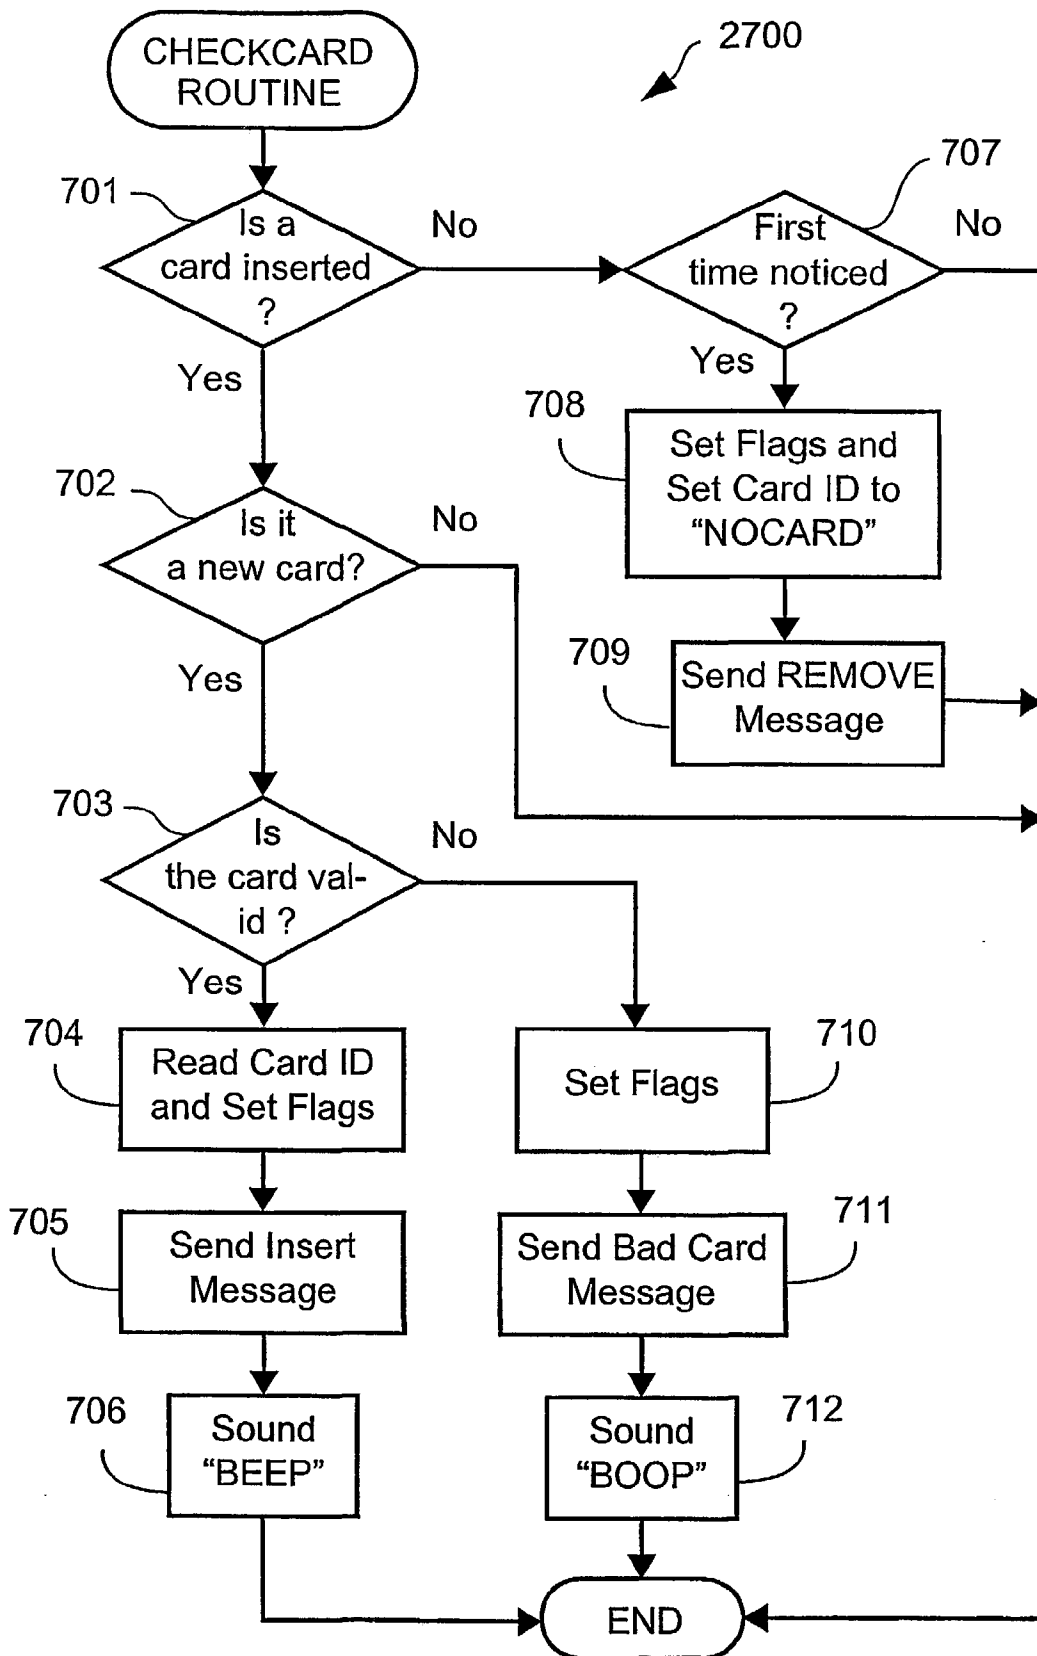 CHECKCARD
ROUTINE
2700
701
Is a
card inserted
?
No
Yes
707
First
time noticed
?
No
Yes
708
Set Flags and
Set Card ID to
“NOCARD”
702
Is it
a new card?
No
Yes
709
Send REMOVE
Message
703
Is
the card val-
id ?
No
Yes
704
Read Card ID
and Set Flags
710
Set Flags
705
Send Insert
Message
711
Send Bad Card
Message
706
Sound
“BEEP”
712
Sound
“BOOP”
END